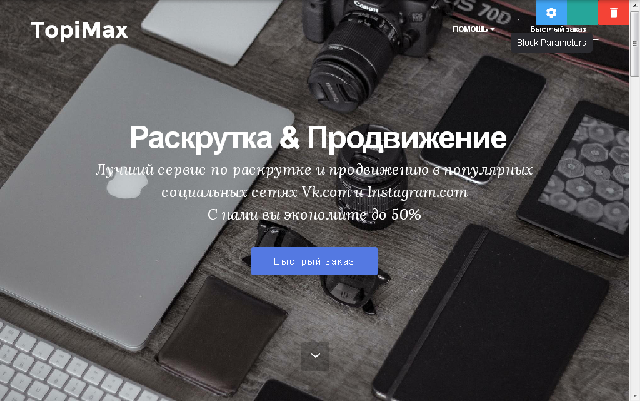 TopiMax
ПОМОЩЬ
Быстрый заказ
Block Parameters
Раскрутка & Продвижение
Лучший сервис по раскрутке и продвижению в популярных
социальных сетях Vk.com и Instagram.com
С нами вы экономите до 50%
Быстрый заказ
Canon
EOS 70D